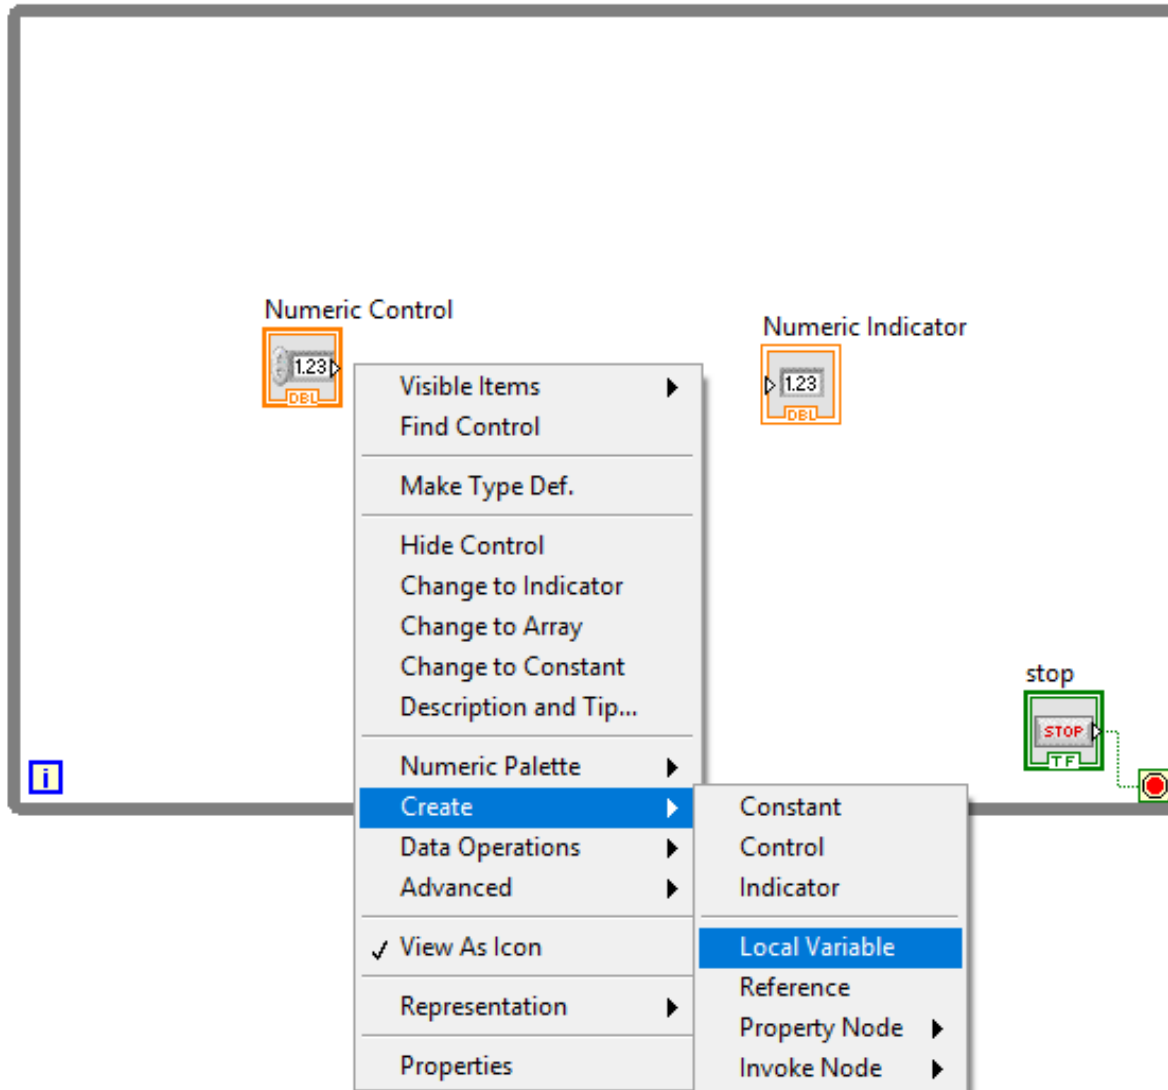 Numeric Control
1.23
DBL
Numeric Indicator
1.23
DBL
Visible Items
Find Control
Make Type Def.
Hide Control
Change to Indicator
Change to Array
Change to Constant
Description and Tip...
Numeric Palette
Create
Data Operations
Advanced
View As Icon
Representation
Properties
Constant
Control
Indicator
Local Variable
Reference
Property Node
Invoke Node
stop
STOP
TF
i